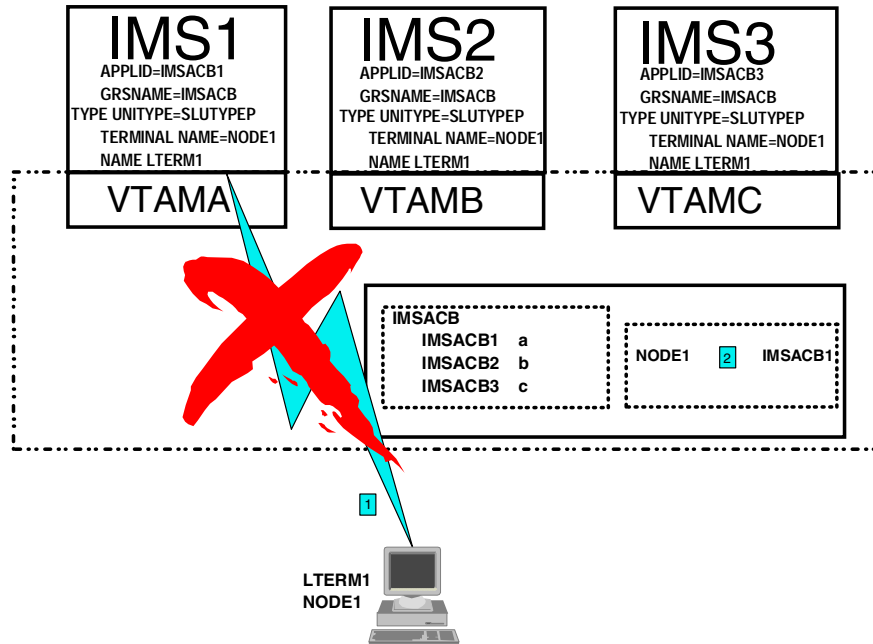 IMS1
APPLID=IMSACB1
GRSNAME=IMSACB
TYPE UNITYPE=SLUTYPEP
TERMINAL NAME=NODE1
NAME LTERM1
VTAMA
IMS2
APPLID=IMSACB2
GRSNAME=IMSACB
TYPE UNITYPE=SLUTYPEP
TERMINAL NAME=NODE1
NAME LTERM1
VTAMB
IMS3
APPLID=IMSACB3
GRSNAME=IMSACB
TYPE UNITYPE=SLUTYPEP
TERMINAL NAME=NODE1
NAME LTERM1
VTAMC
IMSACB
IMSACB1 a
IMSACB2 b
IMSACB3 c
NODE1 2 IMSACB1
1
LTERM1
NODE1